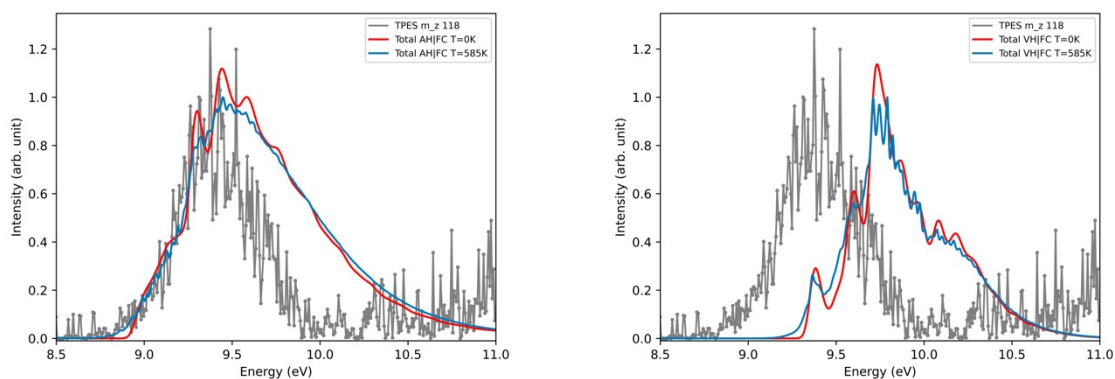 TPES m_z 118
Total AH|FC T=0K
Total AH|FC T=585K
1.2
1.0
0.8
0.6
0.4
0.2
0.0
Intensity (arb. unit)
8.5 9.0 9.5 10.0 10.5 11.0
Energy (eV)
TPES m_z 118
Total VH|FC T=0K
Total VH|FC T=585K
1.2
1.0
0.8
0.6
0.4
0.2
0.0
Intensity (arb. unit)
8.5 9.0 9.5 10.0 10.5 11.0
Energy (eV)